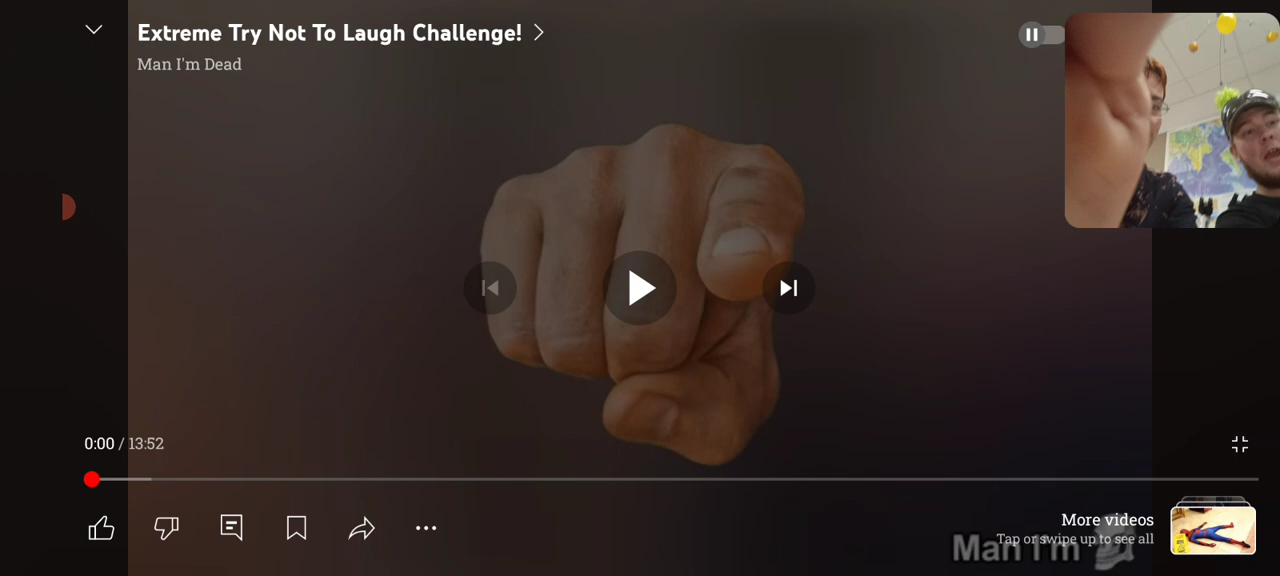 Extreme Try Not To Laugh Challenge!
Man I'm Dead
0:00 / 13:52
More videos
Tap or swipe up to see all
Man I'm